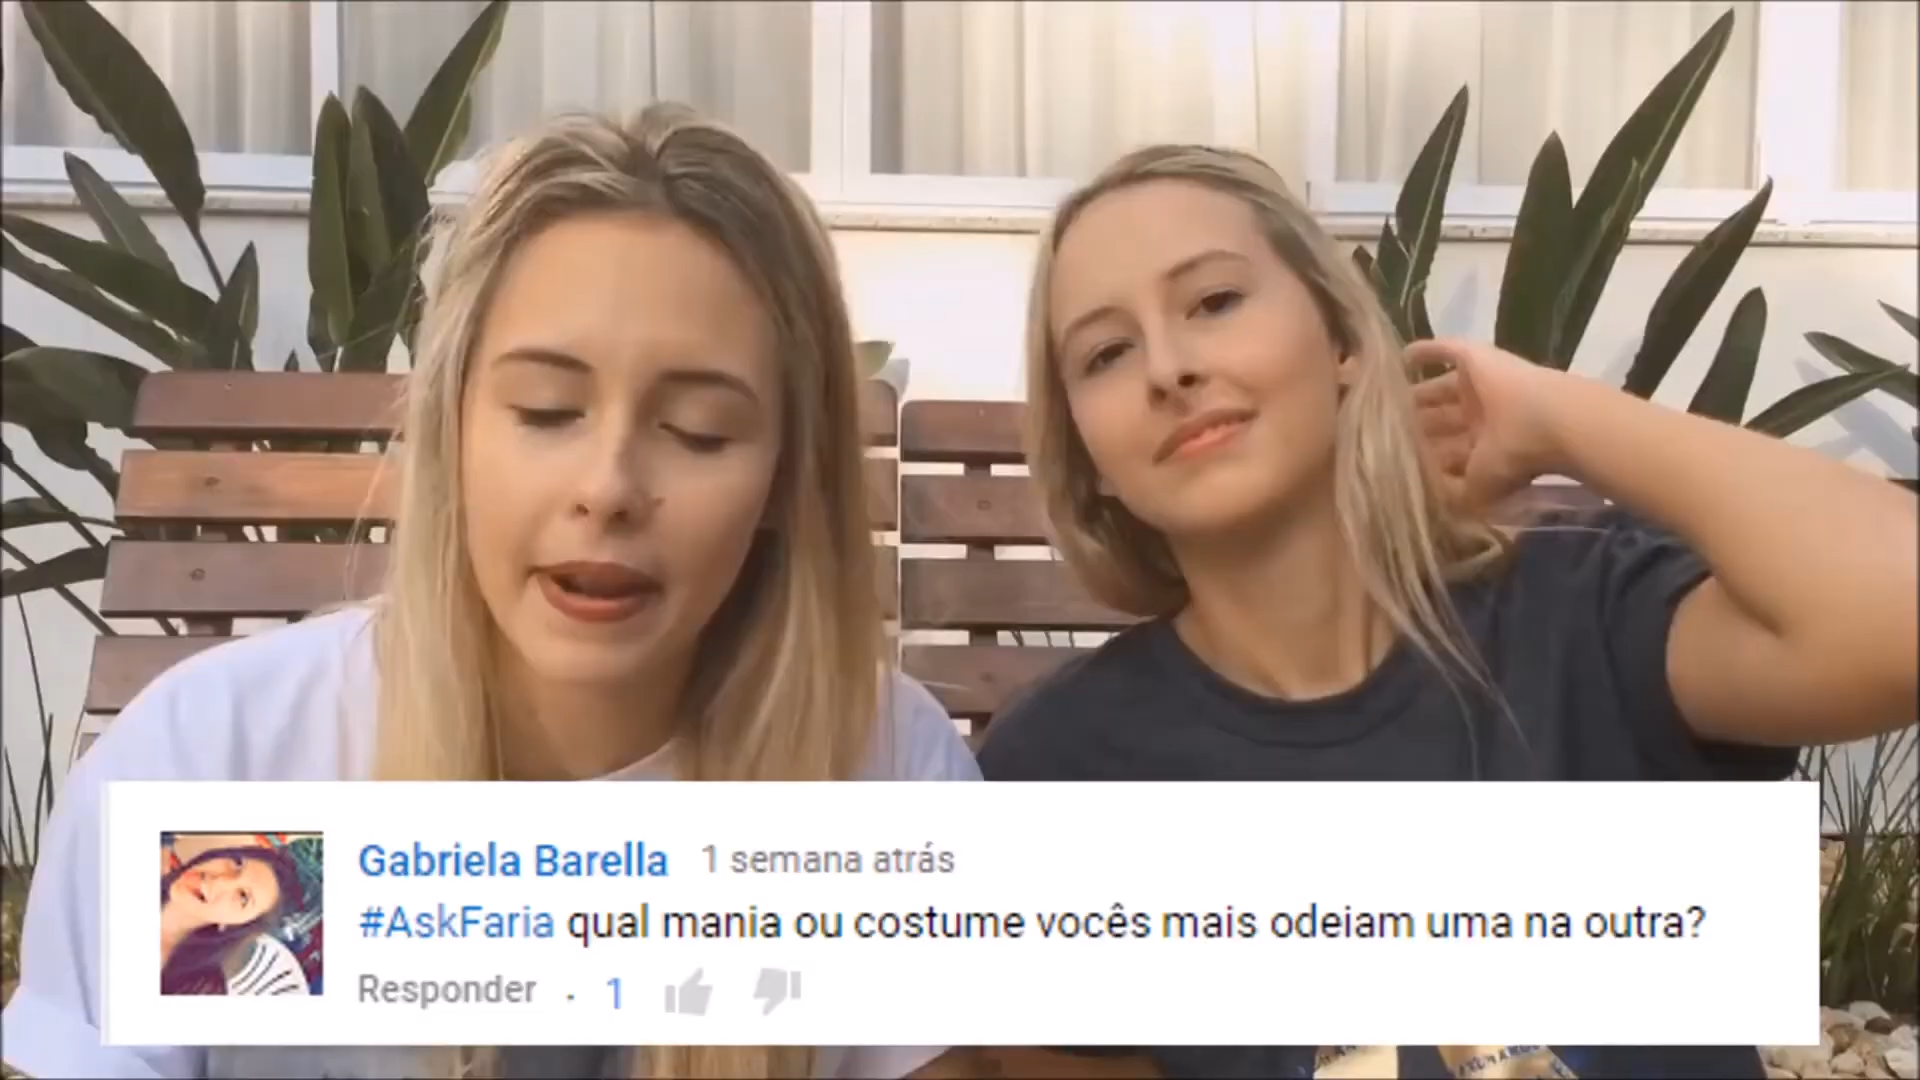 Gabriela Barella 1 semana atrás
#AskFaria qual mania ou costume vocês mais odeiam uma na outra?
Responder · 1